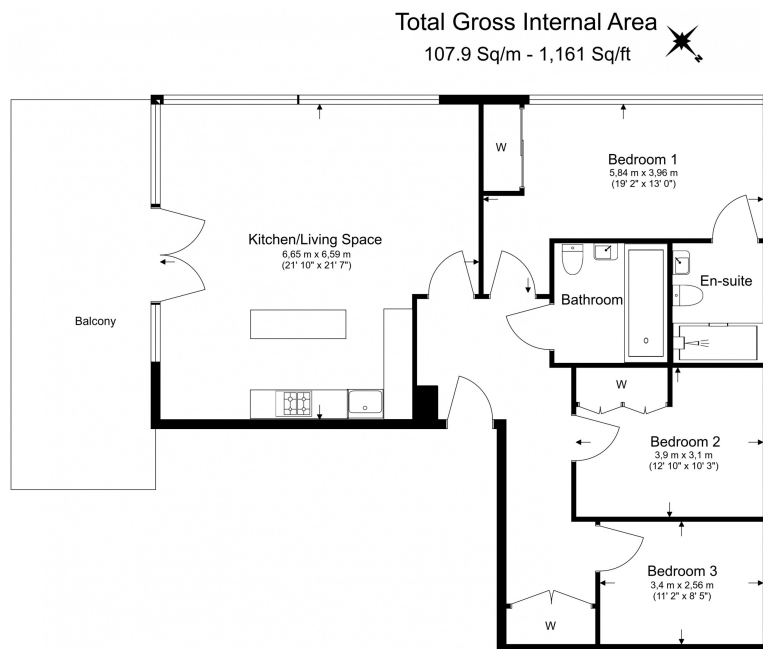 Total Gross Internal Area
107.9 Sq/m - 1,161 Sq/ft
N
W
Bedroom 1
5,84 m x 3,96 m
(19' 2" x 13' 0")
Kitchen/Living Space
6,65 m x 6,59 m
(21' 10" x 21' 7")
Balcony
Bathroom
En-suite
W
Bedroom 2
3,9 m x 3,1 m
(12' 10" x 10' 3")
Bedroom 3
3,4 m x 2,56 m
(11' 2" x 8' 5")
W